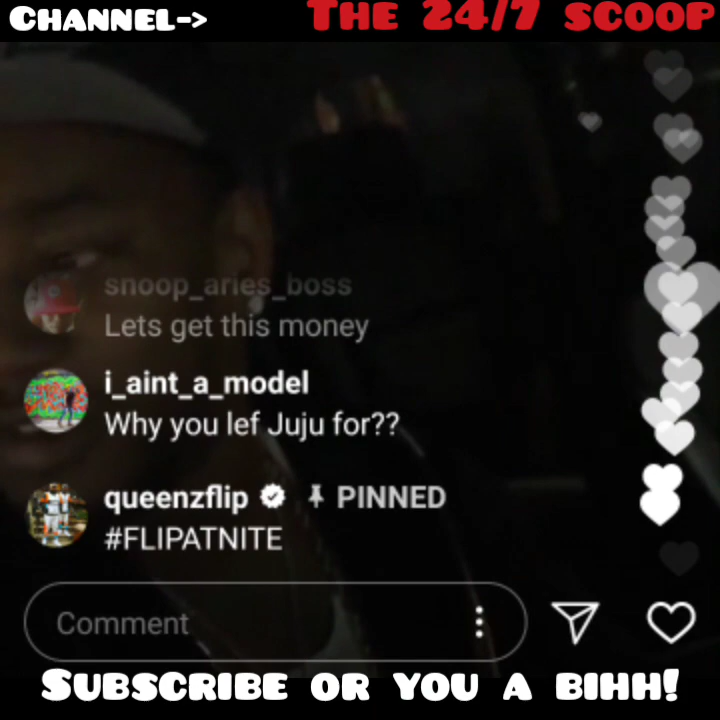 CHANNEL->
THE 24/7 SCOOP
snoop_aries_boss
Lets get this money
i_aint_a_model
Why you lef Juju for??
queenzflip PINNED
#FLIPATNITE
Comment
SUBSCRIBE OR YOU A BIHH!